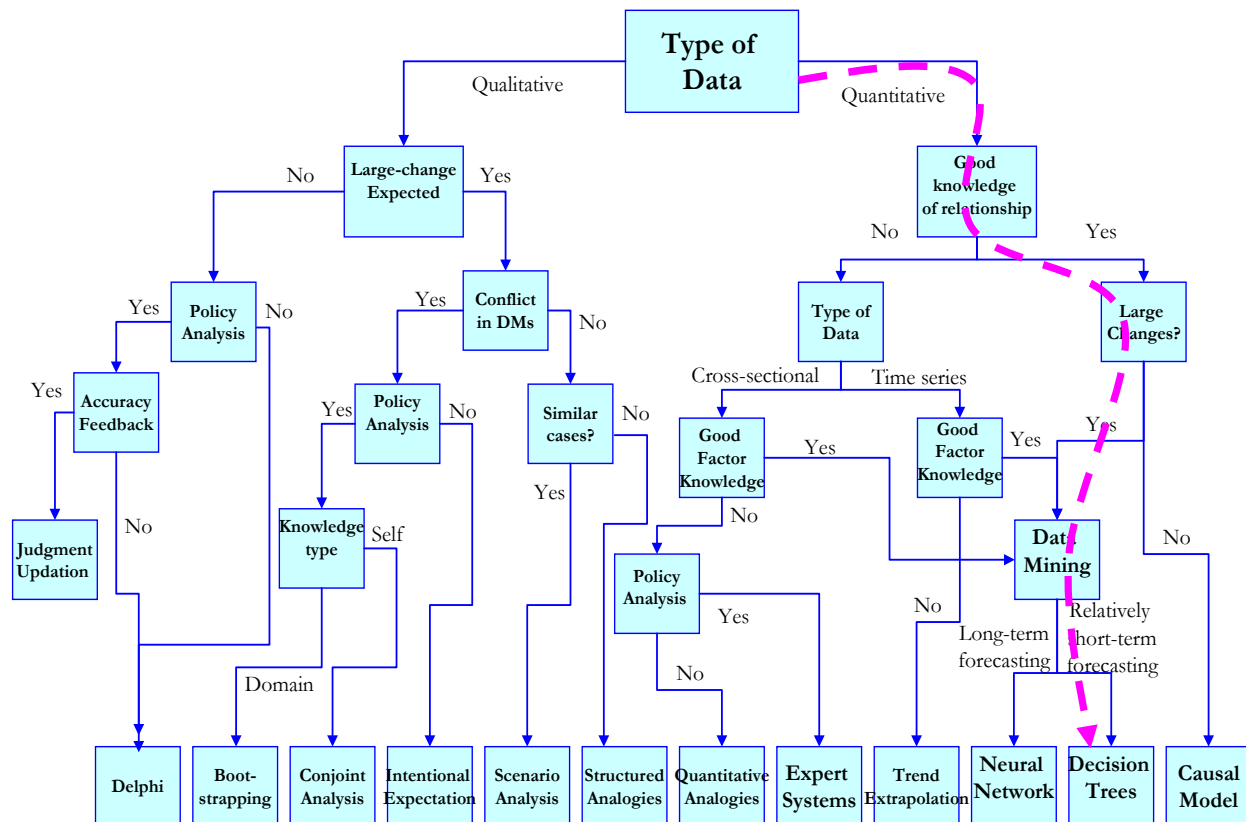 Type of
Data
Qualitative
Quantitative
Large-change
Expected
No
Yes
Good
knowledge
of relationship
No
Yes
Policy
Analysis
Yes
No
Conflict
in DMs
Yes
No
Type of
Data
Large
Changes?
Cross-sectional
Time series
Accuracy
Feedback
Yes
No
Policy
Analysis
Yes
No
Similar
cases?
No
Yes
Good
Factor
Knowledge
Yes
No
Good
Factor
Knowledge
Yes
No
Yes
No
Judgment
Updation
Knowledge
type
Self
Domain
Policy
Analysis
Yes
No
Data
Mining
Long-term
forecasting
Relatively
short-term
forecasting
Delphi
Boot-
strapping
Conjoint
Analysis
Intentional
Expectation
Scenario
Analysis
Structured
Analogies
Quantitative
Analogies
Expert
Systems
Trend
Extrapolation
Neural
Network
Decision
Trees
Causal
Model